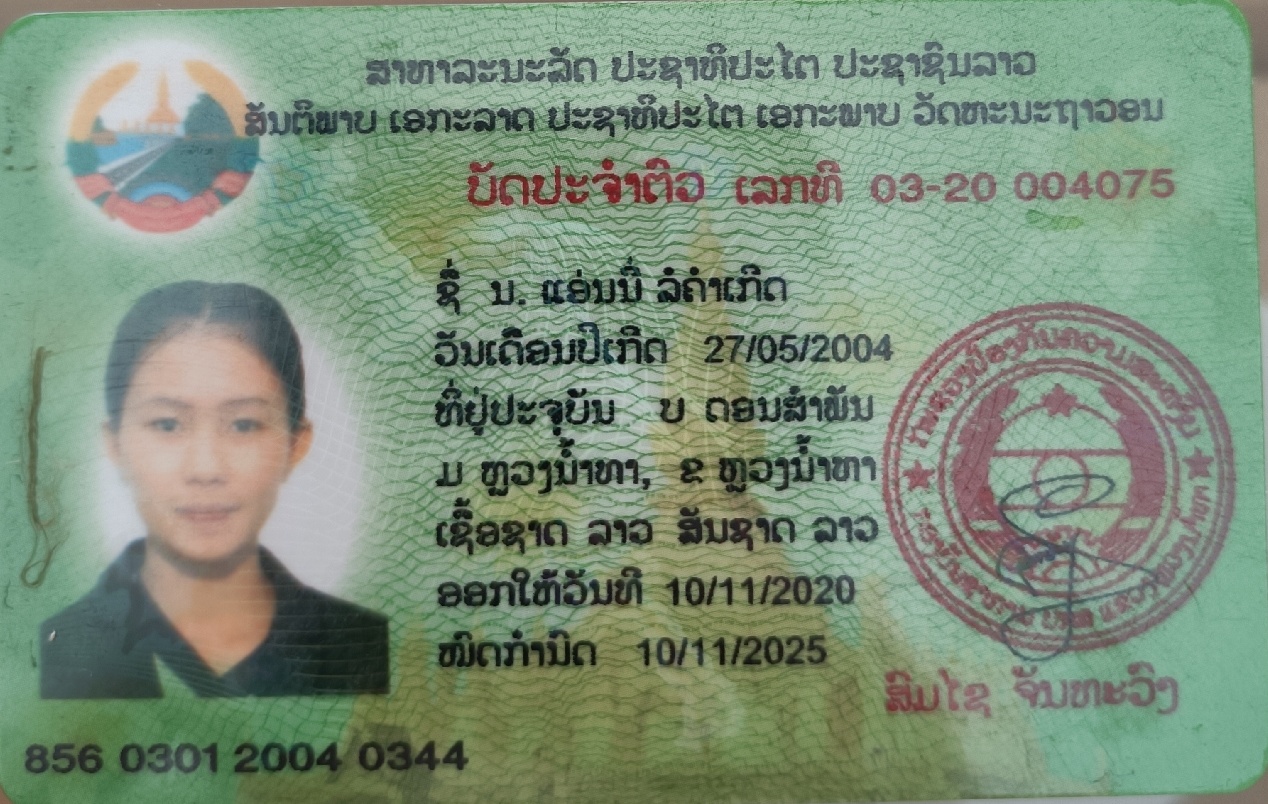 ສາທາລະນະລັດ ປະຊາທິປະໄຕ ປະຊາຊົນລາວ
ສັນຕິພາບ ເອກະລາດ ປະຊາທິປະໄຕ ເອກະພາບ ວັດທະນະຖາວອນ
ບັດປະຈຳຕົວ ເລກທີ 03-20 004075
ຊື່ ນ. ແອ່ນນີ້ ລໍຄຳເກີດ
ວັນເດືອນປີເກີດ 27/05/2004
ທີ່ຢູ່ປະຈຸບັນ ບ ດອນສຳພັນ
ມ ຫຼວງນ້ຳທາ, ຂ ຫຼວງນ້ຳທາ
ເຊື້ອຊາດ ລາວ ສັນຊາດ ລາວ
ອອກໃຫ້ວັນທີ 10/11/2020
ໝົດກຳນົດ 10/11/2025
ສົມໄຊ ຈັນທະວົງ
856 0301 2004 0344